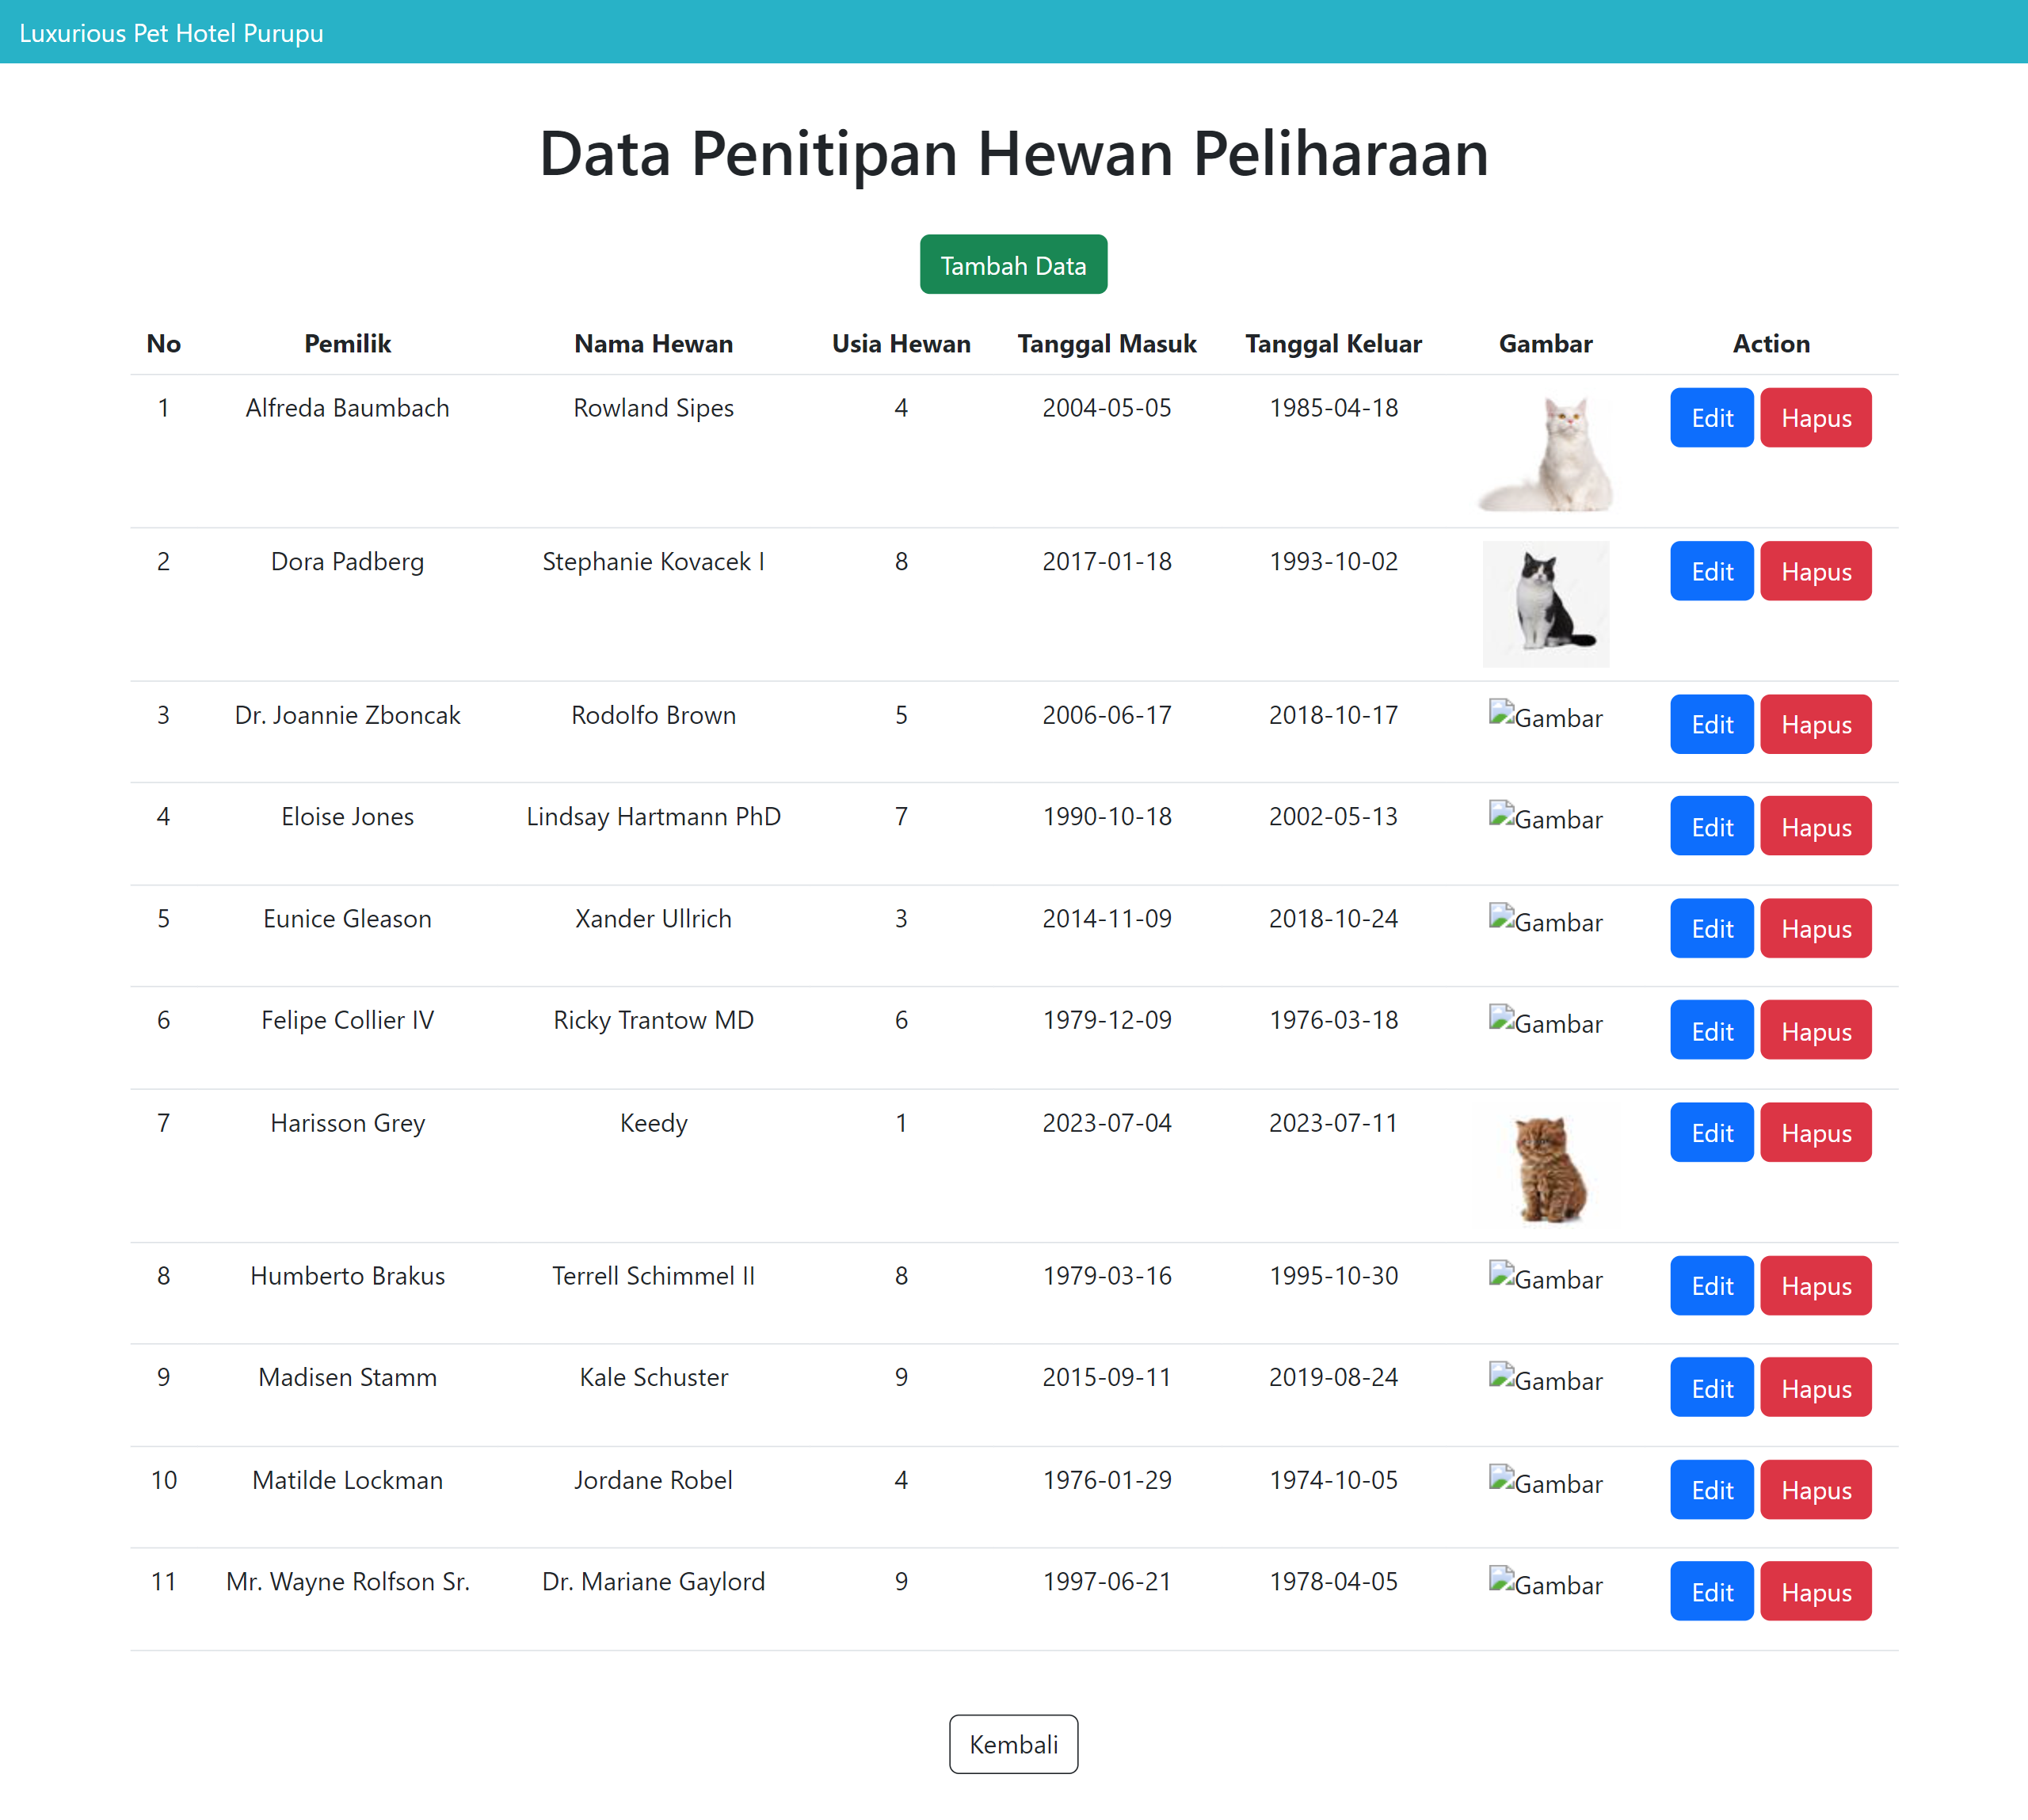 Luxurious Pet Hotel Purupu
Data Penitipan Hewan Peliharaan
Tambah Data
No Pemilik Nama Hewan Usia Hewan Tanggal Masuk Tanggal Keluar Gambar Action
1 Alfreda Baumbach Rowland Sipes 4 2004-05-05 1985-04-18 Edit Hapus
2 Dora Padberg Stephanie Kovacek I 8 2017-01-18 1993-10-02 Edit Hapus
3 Dr. Joannie Zboncak Rodolfo Brown 5 2006-06-17 2018-10-17 Gambar Edit Hapus
4 Eloise Jones Lindsay Hartmann PhD 7 1990-10-18 2002-05-13 Gambar Edit Hapus
5 Eunice Gleason Xander Ullrich 3 2014-11-09 2018-10-24 Gambar Edit Hapus
6 Felipe Collier IV Ricky Trantow MD 6 1979-12-09 1976-03-18 Gambar Edit Hapus
7 Harisson Grey Keedy 1 2023-07-04 2023-07-11 Edit Hapus
8 Humberto Brakus Terrell Schimmel II 8 1979-03-16 1995-10-30 Gambar Edit Hapus
9 Madisen Stamm Kale Schuster 9 2015-09-11 2019-08-24 Gambar Edit Hapus
10 Matilde Lockman Jordane Robel 4 1976-01-29 1974-10-05 Gambar Edit Hapus
11 Mr. Wayne Rolfson Sr. Dr. Mariane Gaylord 9 1997-06-21 1978-04-05 Gambar Edit Hapus
Kembali